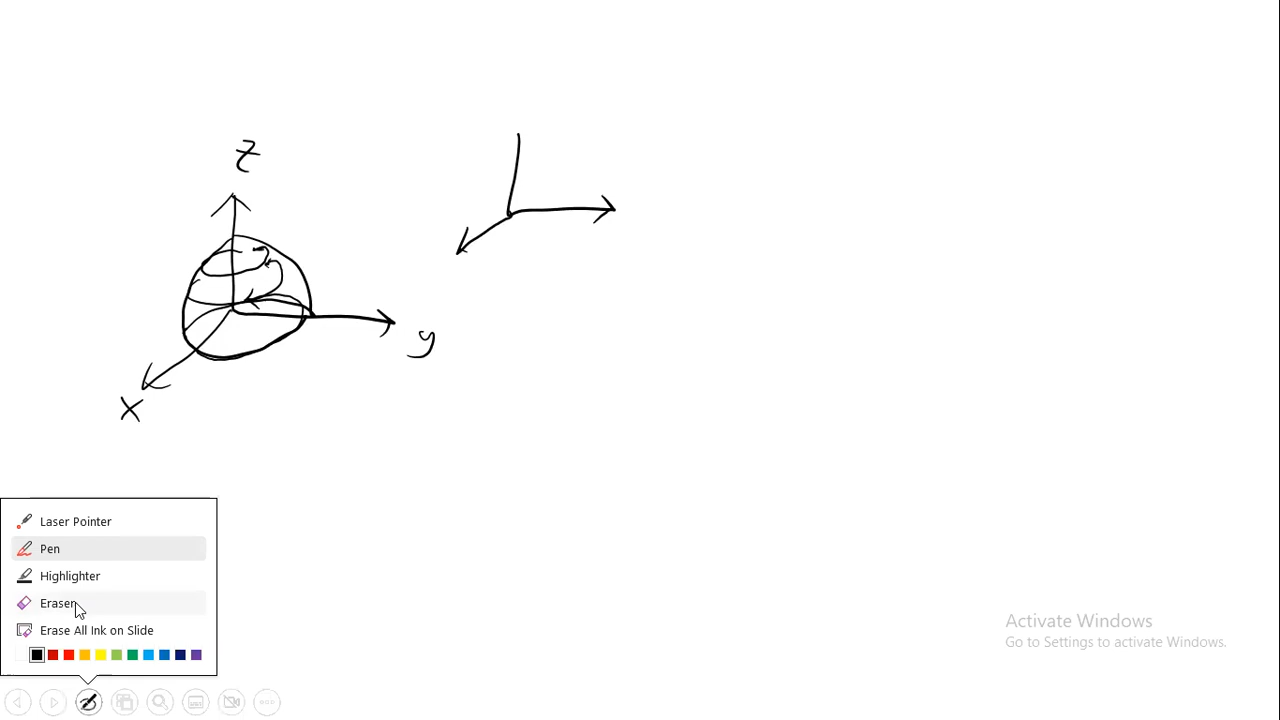 z
y
x
Laser Pointer
Pen
Highlighter
Eraser
Erase All Ink on Slide
Activate Windows
Go to Settings to activate Windows.